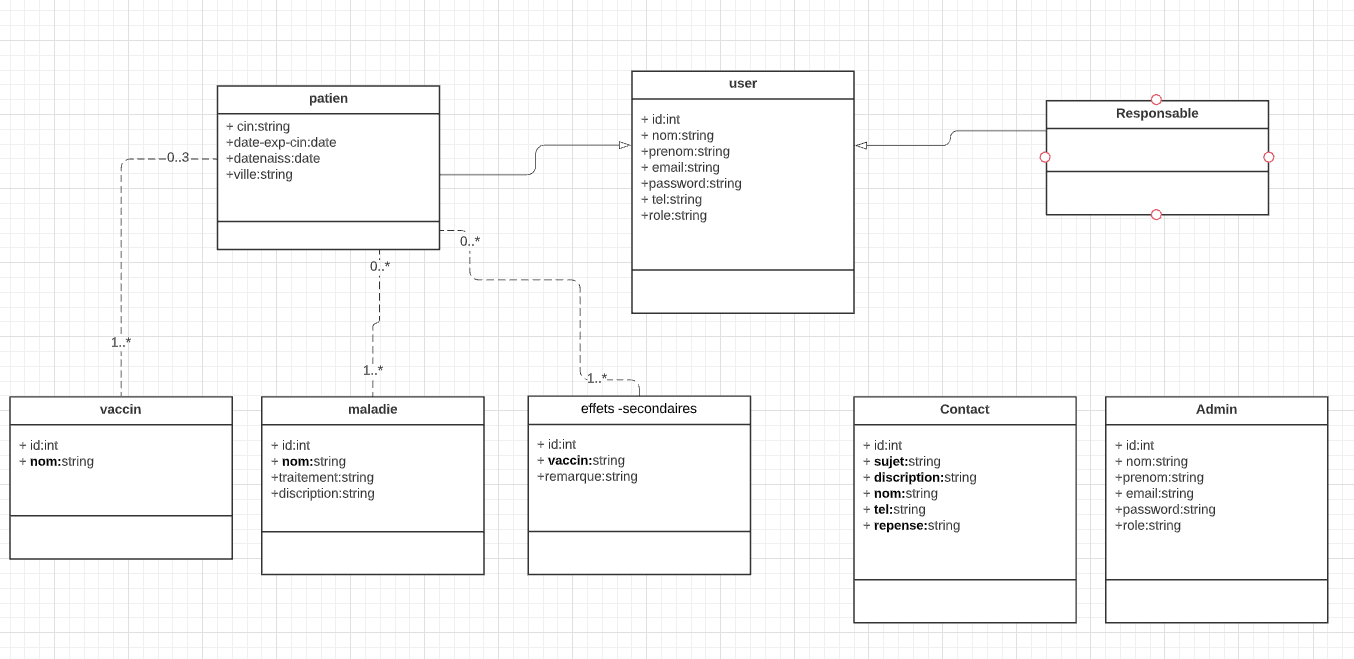 patien
+ cin:string
+date-exp-cin:date
+datenaiss:date
+ville:string
user
+ id:int
+ nom:string
+prenom:string
+ email:string
+password:string
+ tel:string
+role:string
Responsable
0..3
0..*
0..*
1..*
1..*
1..*
vaccin
+ id:int
+ nom:string
maladie
+ id:int
+ nom:string
+traitement:string
+discription:string
effets -secondaires
+ id:int
+ vaccin:string
+remarque:string
Contact
+ id:int
+ sujet:string
+ discription:string
+ nom:string
+ tel:string
+ repense:string
Admin
+ id:int
+ nom:string
+prenom:string
+ email:string
+password:string
+role:string